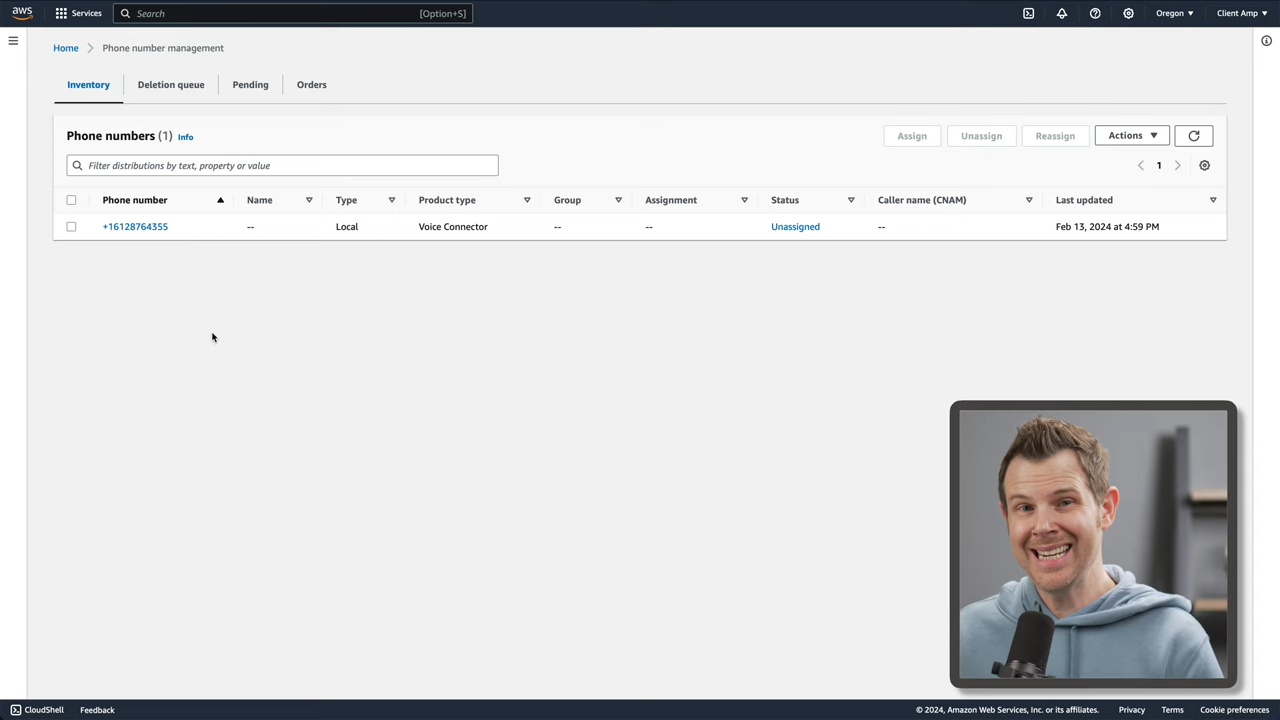 aws Services Search [Option+S] Oregon Client Amp
Home Phone number management
Inventory Deletion queue Pending Orders
Phone numbers (1) Info Assign Unassign Reassign Actions
Filter distributions by text, property or value 1
Phone number Name Type Product type Group Assignment Status Caller name (CNAM) Last updated
+16128764355 -- Local Voice Connector -- -- Unassigned -- Feb 13, 2024 at 4:59 PM
CloudShell Feedback © 2024, Amazon Web Services, Inc. or its affiliates. Privacy Terms Cookie preferences